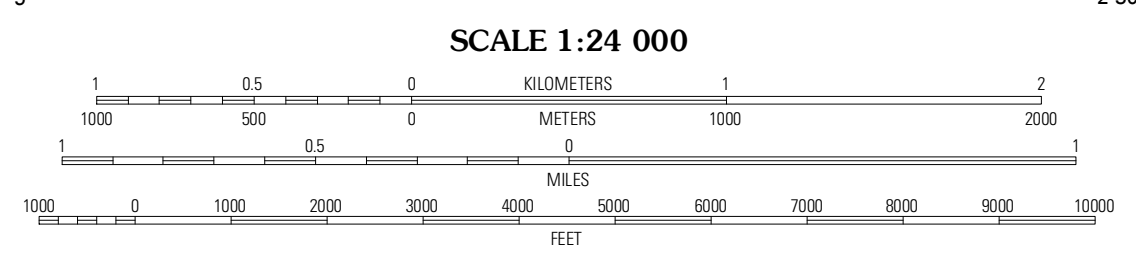 SCALE 1:24 000
1 0.5 0 KILOMETERS 1 2
1000 500 0 METERS 1000 2000
1 0.5 0 1
MILES
1000 0 1000 2000 3000 4000 5000 6000 7000 8000 9000 10000
FEET